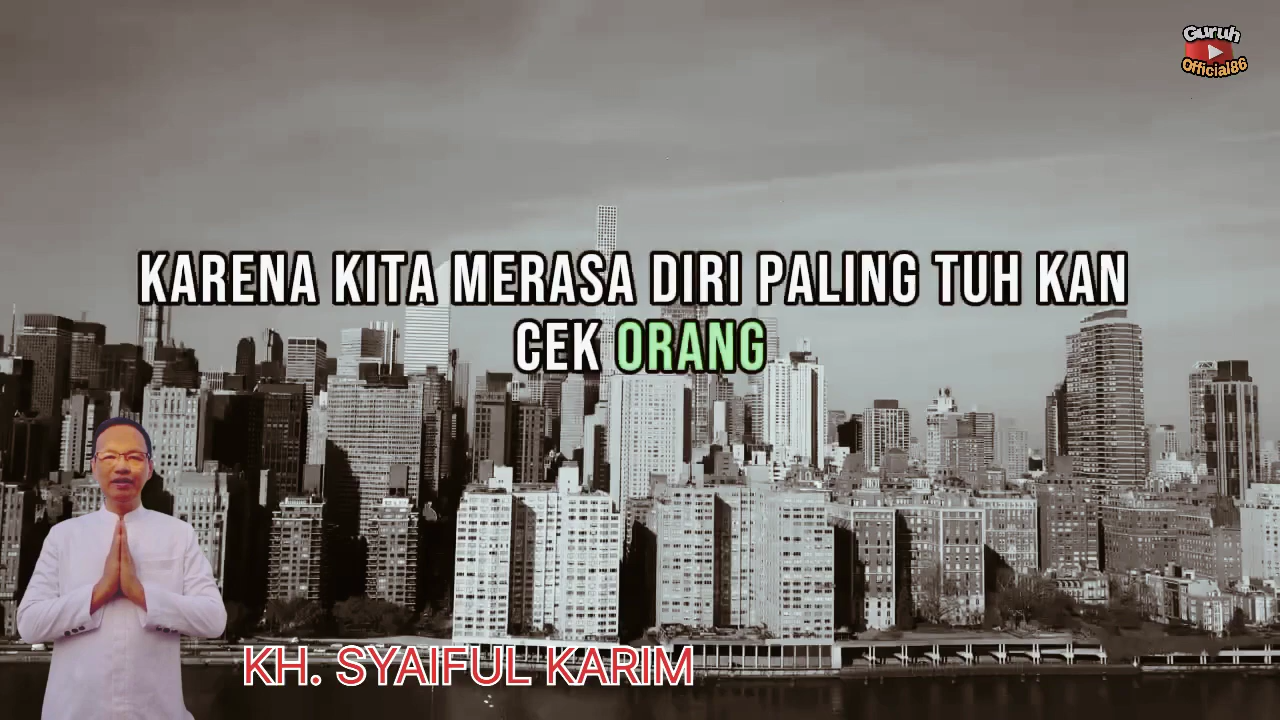 Guruh
Official86
KARENA KITA MERASA DIRI PALING TUH KAN
CEK ORANG
KH. SYAIFUL KARIM